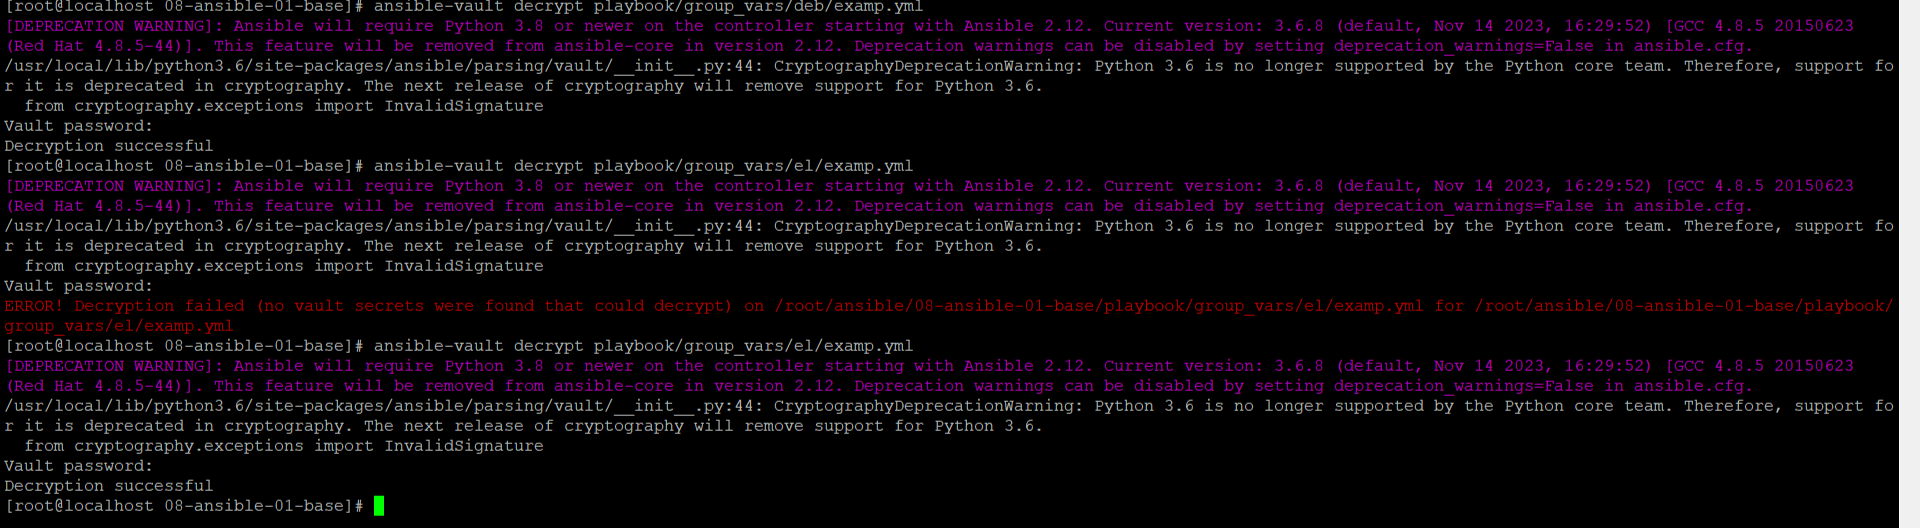 [root@localhost 08-ansible-01-base]# ansible-vault decrypt playbook/group_vars/deb/examp.yml
[DEPRECATION WARNING]: Ansible will require Python 3.8 or newer on the controller starting with Ansible 2.12. Current version: 3.6.8 (default, Nov 14 2023, 16:29:52) [GCC 4.8.5 20150623
(Red Hat 4.8.5-44)]. This feature will be removed from ansible-core in version 2.12. Deprecation warnings can be disabled by setting deprecation_warnings=False in ansible.cfg.
/usr/local/lib/python3.6/site-packages/ansible/parsing/vault/__init__.py:44: CryptographyDeprecationWarning: Python 3.6 is no longer supported by the Python core team. Therefore, support fo
r it is deprecated in cryptography. The next release of cryptography will remove support for Python 3.6.
  from cryptography.exceptions import InvalidSignature
Vault password:
Decryption successful
[root@localhost 08-ansible-01-base]# ansible-vault decrypt playbook/group_vars/el/examp.yml
[DEPRECATION WARNING]: Ansible will require Python 3.8 or newer on the controller starting with Ansible 2.12. Current version: 3.6.8 (default, Nov 14 2023, 16:29:52) [GCC 4.8.5 20150623
(Red Hat 4.8.5-44)]. This feature will be removed from ansible-core in version 2.12. Deprecation warnings can be disabled by setting deprecation_warnings=False in ansible.cfg.
/usr/local/lib/python3.6/site-packages/ansible/parsing/vault/__init__.py:44: CryptographyDeprecationWarning: Python 3.6 is no longer supported by the Python core team. Therefore, support fo
r it is deprecated in cryptography. The next release of cryptography will remove support for Python 3.6.
  from cryptography.exceptions import InvalidSignature
Vault password:
ERROR! Decryption failed (no vault secrets were found that could decrypt) on /root/ansible/08-ansible-01-base/playbook/group_vars/el/examp.yml for /root/ansible/08-ansible-01-base/playbook/
group_vars/el/examp.yml
[root@localhost 08-ansible-01-base]# ansible-vault decrypt playbook/group_vars/el/examp.yml
[DEPRECATION WARNING]: Ansible will require Python 3.8 or newer on the controller starting with Ansible 2.12. Current version: 3.6.8 (default, Nov 14 2023, 16:29:52) [GCC 4.8.5 20150623
(Red Hat 4.8.5-44)]. This feature will be removed from ansible-core in version 2.12. Deprecation warnings can be disabled by setting deprecation_warnings=False in ansible.cfg.
/usr/local/lib/python3.6/site-packages/ansible/parsing/vault/__init__.py:44: CryptographyDeprecationWarning: Python 3.6 is no longer supported by the Python core team. Therefore, support fo
r it is deprecated in cryptography. The next release of cryptography will remove support for Python 3.6.
  from cryptography.exceptions import InvalidSignature
Vault password:
Decryption successful
[root@localhost 08-ansible-01-base]#